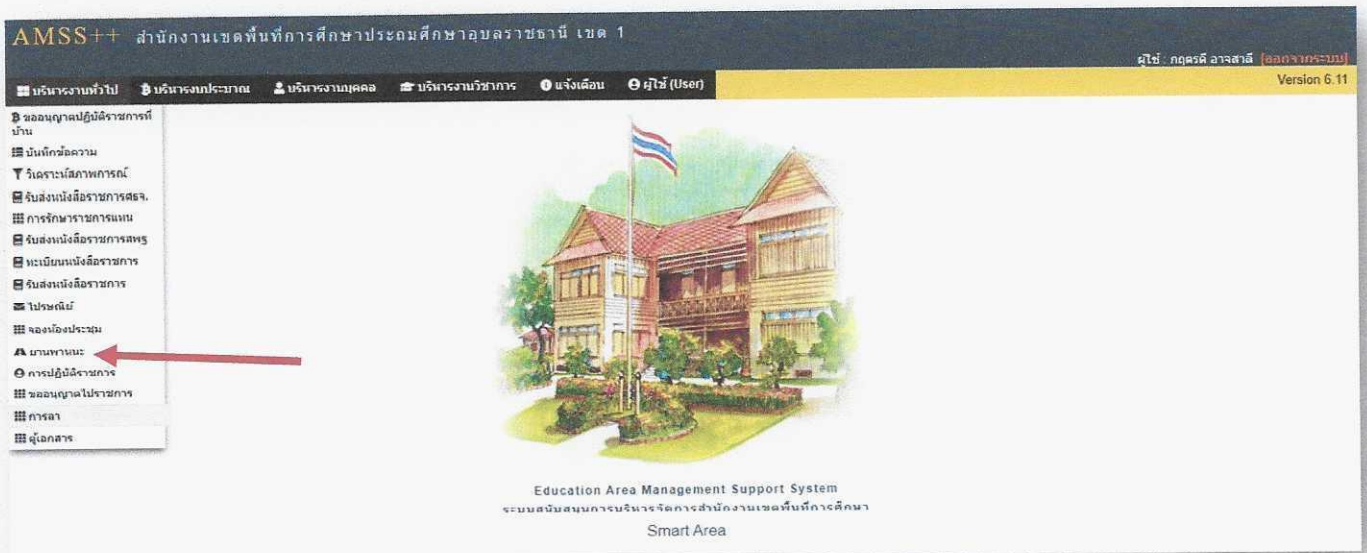 AMSS++ สำนักงานเขตพื้นที่การศึกษาประถมศึกษาอุบลราชธานี เขต 1
ผู้ใช้ : กฤตรดี อาจสาลี [ออกจากระบบ]
บริหารงานทั่วไป บริหารงบประมาณ บริหารงานบุคคล บริหารงานวิชาการ แจ้งเตือน ผู้ใช้ (User) Version 6.11
ขออนุญาตปฏิบัติราชการที่
บ้าน
บันทึกข้อความ
วิเคราะห์สภาพการณ์
รับส่งหนังสือราชการศธจ.
การรักษาราชการแทน
รับส่งหนังสือราชการสพฐ
ทะเบียนหนังสือราชการ
รับส่งหนังสือราชการ
ไปรษณีย์
จองห้องประชุม
ยานพาหนะ
การปฏิบัติราชการ
ขออนุญาตไปราชการ
การลา
ตู้เอกสาร
Education Area Management Support System
ระบบสนับสนุนการบริหารจัดการสำนักงานเขตพื้นที่การศึกษา
Smart Area